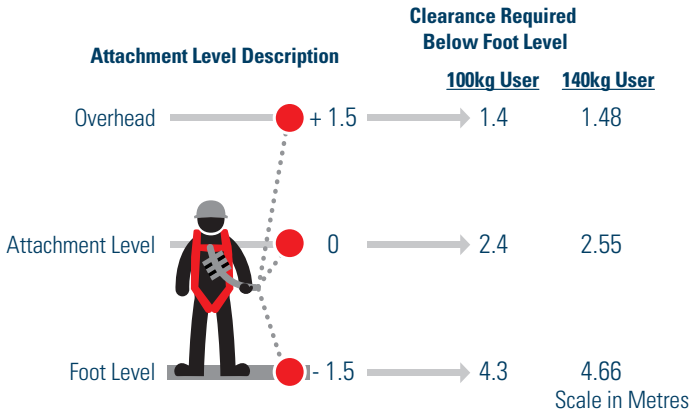 Clearance Required
Below Foot Level
Attachment Level Description
100kg User 140kg User
Overhead + 1.5 1.4 1.48
Attachment Level 0 2.4 2.55
Foot Level - 1.5 4.3 4.66
Scale in Metres